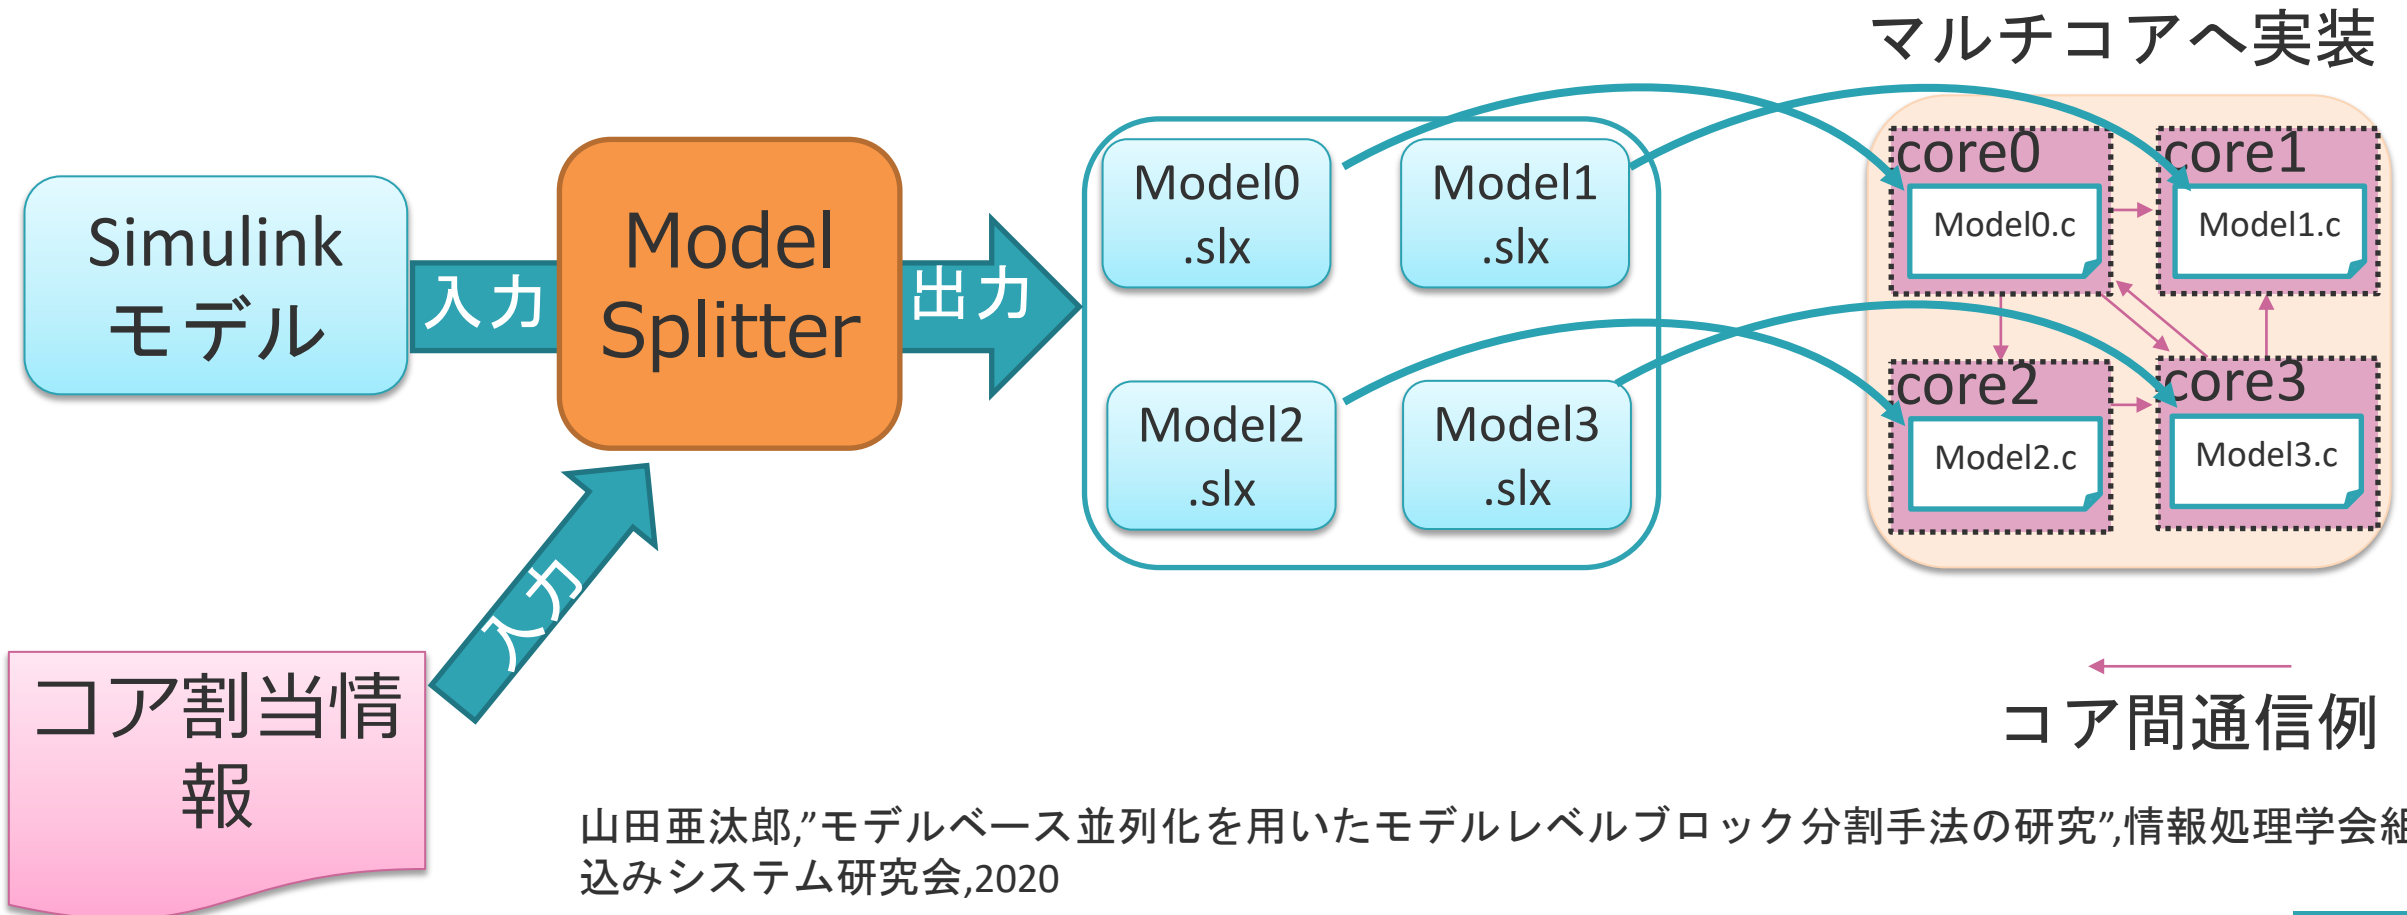 マルチコアへ実装
Simulink
モデル
入力
Model
Splitter
出力
Model0
.slx
Model1
.slx
Model2
.slx
Model3
.slx
core0
Model0.c
core1
Model1.c
core2
Model2.c
core3
Model3.c
入力
コア割当情
報
コア間通信例
山田亜汰郎,”モデルベース並列化を用いたモデルレベルブロック分割手法の研究”,情報処理学会組
込みシステム研究会,2020